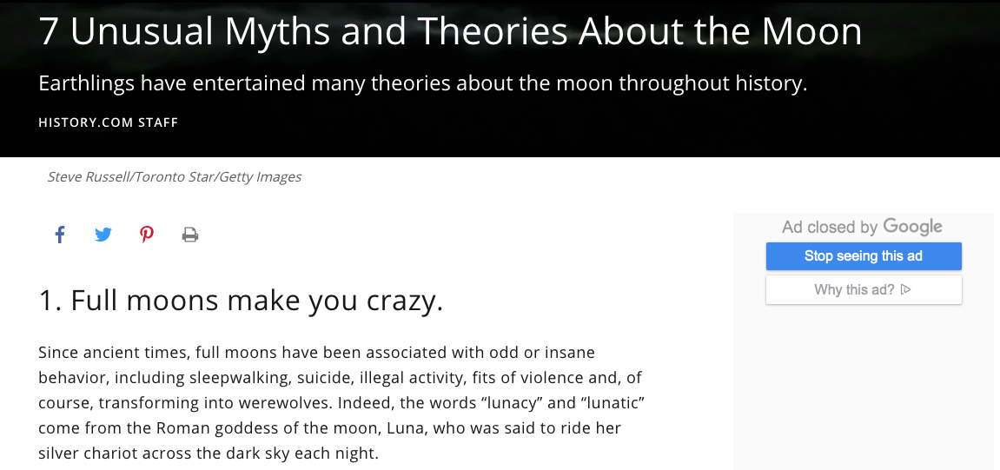 7 Unusual Myths and Theories About the Moon
Earthlings have entertained many theories about the moon throughout history.
HISTORY.COM STAFF
Steve Russell/Toronto Star/Getty Images
Ad closed by Google
Stop seeing this ad
Why this ad?
1. Full moons make you crazy.
Since ancient times, full moons have been associated with odd or insane
behavior, including sleepwalking, suicide, illegal activity, fits of violence and, of
course, transforming into werewolves. Indeed, the words “lunacy” and “lunatic”
come from the Roman goddess of the moon, Luna, who was said to ride her
silver chariot across the dark sky each night.